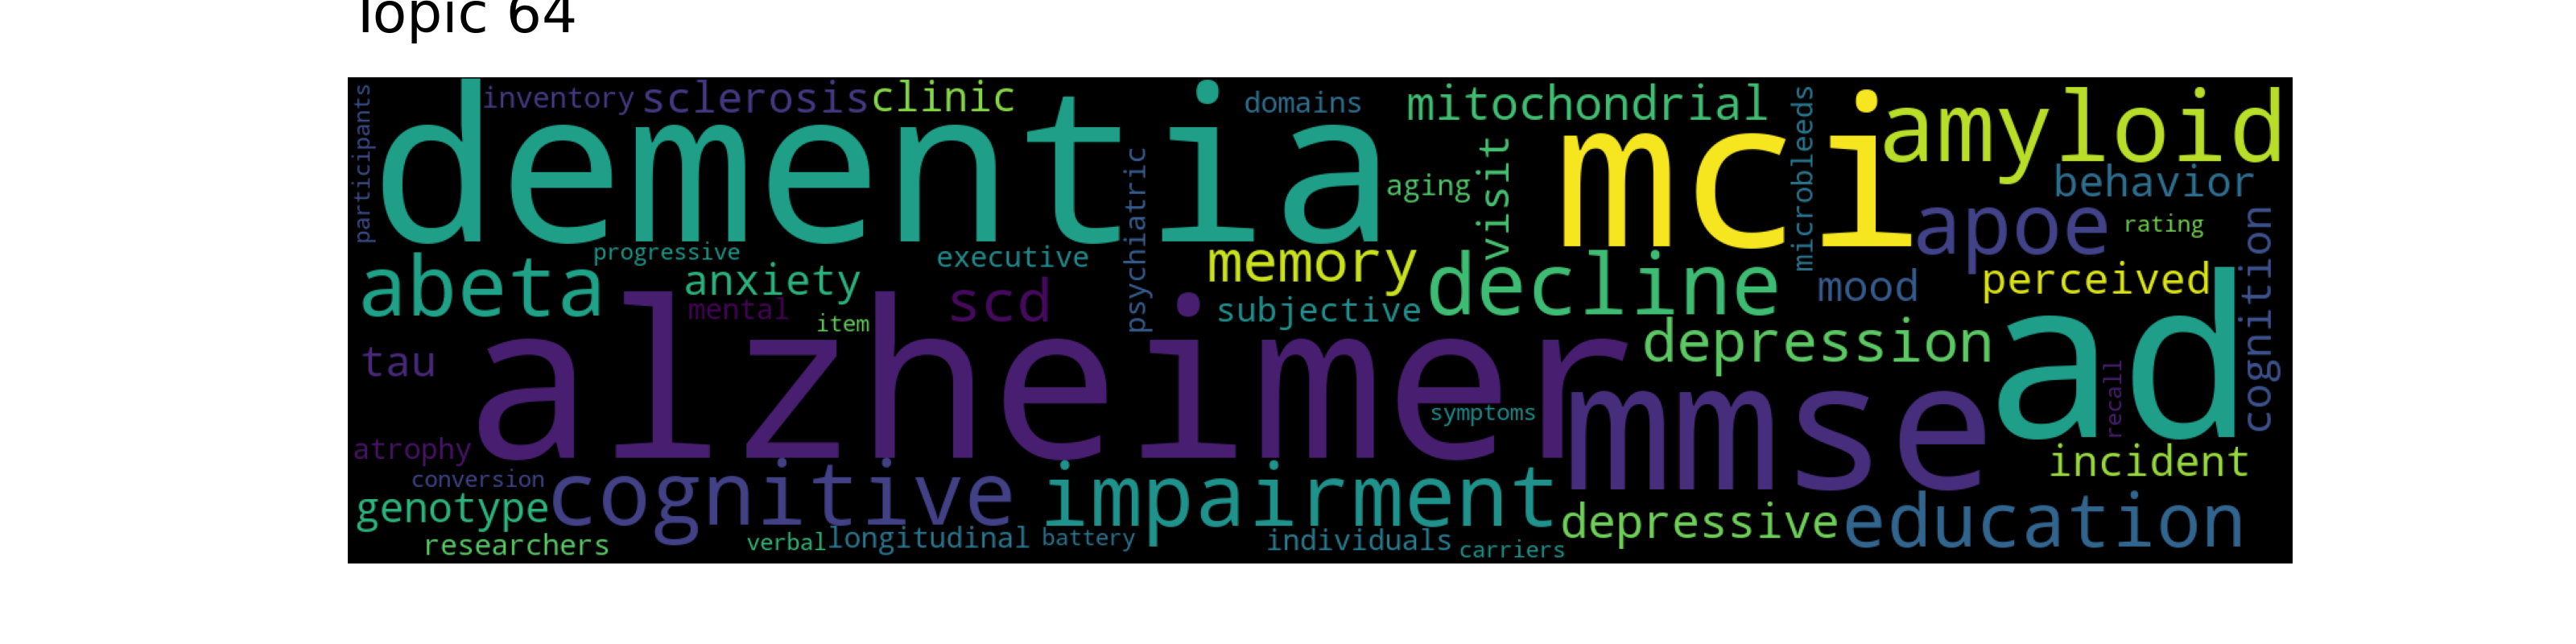 Topic 64
participants
inventory
sclerosis
clinic
domains
mitochondrial
microbleeds
amyloid
dementia
mci
visit
psychiatric
aging
behavior
apoe
rating
cognition
progressive
executive
memory
decline
mood
perceived
abeta
anxiety
scd
subjective
mental
item
depression
ad
tau
alzheimer
mmse
recall
symptoms
atrophy
incident
conversion
cognitive
impairment
genotype
depressive
education
researchers
verbal
longitudinal
battery
individuals
carriers